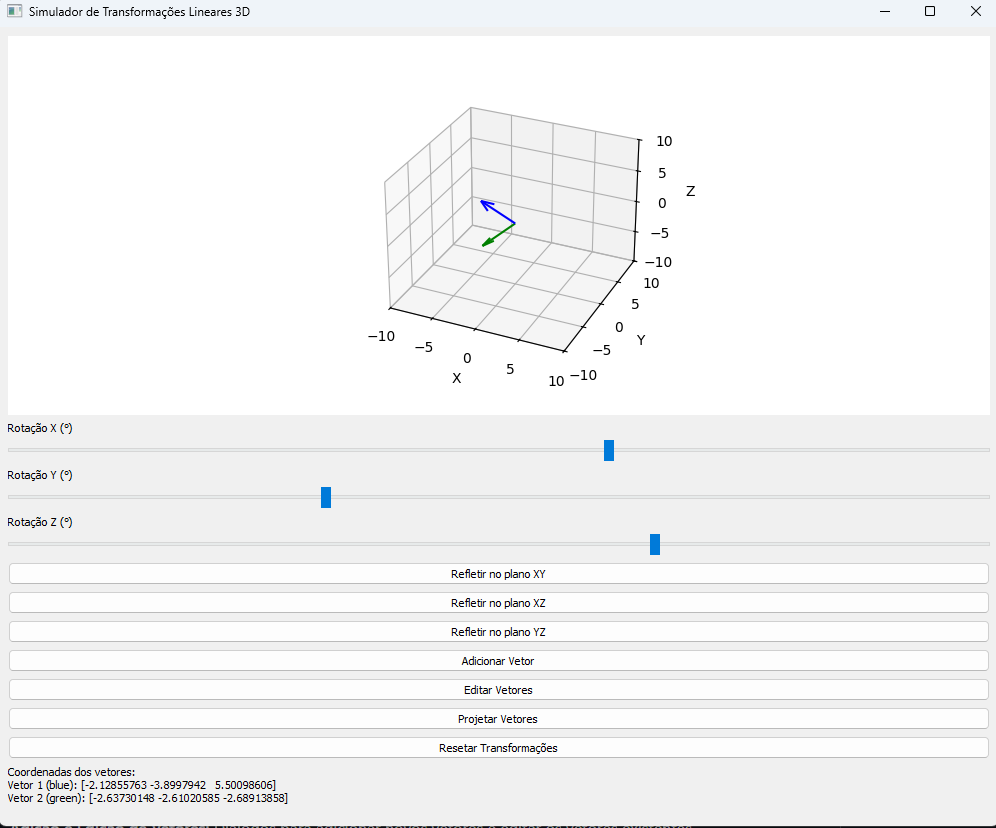 Simulador de Transformações Lineares 3D
10
5
0
−5
−10
Z
10
5
0
−5
−10
Y
−10
−5
0
5
10
X
Rotação X (º)
Rotação Y (º)
Rotação Z (º)
Refletir no plano XY
Refletir no plano XZ
Refletir no plano YZ
Adicionar Vetor
Editar Vetores
Projetar Vetores
Resetar Transformações
Coordenadas dos vetores:
Vetor 1 (blue): [-2.12855763 -3.8997942   5.50098606]
Vetor 2 (green): [-2.63730148 -2.61020585 -2.68913858]